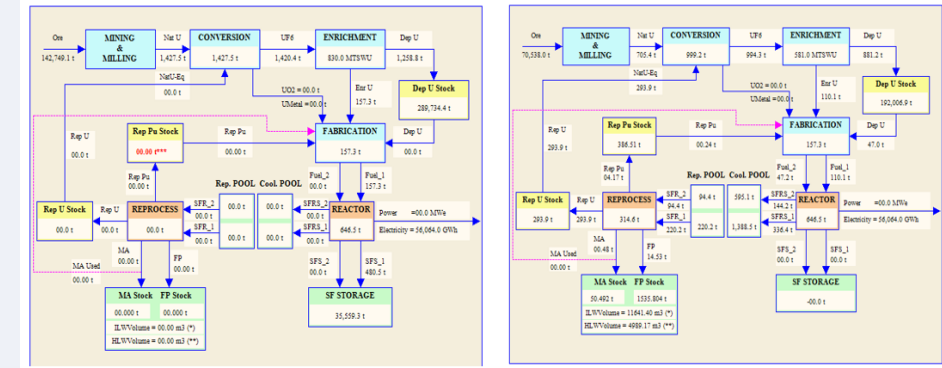 Ore
142,749.1 t
MINING
&
MILLING
Nat U
1,427.5 t
CONVERSION
1,427.5 t
UF6
1,420.4 t
ENRICHMENT
830.0 MTSWU
Dep U
1,258.8 t
NatU-Eq
00.0 t
UO2 = 00.0 t
UMetal = 00.0 t
Enr U
157.3 t
Dep U Stock
289,734.4 t
Rep U
00.0 t
Rep Pu Stock
00.00 t***
Rep Pu
00.00 t
FABRICATION
157.3 t
Dep U
00.0 t
Rep Pu
00.00 t
Rep. POOL
Cool. POOL
Fual_2
00.0 t
Fual_1
157.3 t
Rep U Stock
00.0 t
Rep U
00.0 t
REPROCESS
00.0 t
SFR_2
00.0 t
SFR_1
00.0 t
00.0 t
00.0 t
00.0 t
00.0 t
SFRS_2
00.0 t
SFRS_1
00.0 t
REACTOR
646.5 t
Power =00.0 MWe
Electricity = 56,064.0 GWh
MA
00.00 t
FP
00.00 t
MA Used
00.00 t
SFS_2
00.0 t
SFS_1
480.5 t
MA Stock FP Stock
00.000 t 00.000 t
ILWVolume = 00.00 m3 (*)
HLWVolume = 00.00 m3 (**)
SF STORAGE
35,559.3 t
Ore
70,538.0 t
MINING
&
MILLING
Nat U
705.4 t
CONVERSION
999.2 t
UF6
994.3 t
ENRICHMENT
581.0 MTSWU
Dep U
881.2 t
NatU-Eq
293.9 t
UO2 = 00.0 t
UMetal = 00.0 t
Enr U
110.1 t
Dep U Stock
192,006.9 t
Rep U
293.9 t
Rep Pu Stock
386.51 t
Rep Pu
00.24 t
FABRICATION
157.3 t
Dep U
47.0 t
Rep Pu
04.17 t
Rep. POOL
Cool. POOL
Fual_2
47.2 t
Fual_1
110.1 t
Rep U Stock
293.9 t
Rep U
293.9 t
REPROCESS
314.6 t
SFR_2
94.4 t
SFR_1
220.2 t
94.4 t
220.2 t
595.1 t
1,388.5 t
SFRS_2
144.2 t
SFRS_1
336.4 t
REACTOR
646.5 t
Power =00.0 MWe
Electricity = 56,064.0 GWh
MA
00.48 t
FP
14.53 t
MA Used
00.00 t
SFS_2
00.0 t
SFS_1
00.0 t
MA Stock FP Stock
50.492 t 1535.804 t
ILWVolume = 11641.40 m3 (*)
HLWVolume = 4989.17 m3 (**)
SF STORAGE
-00.0 t